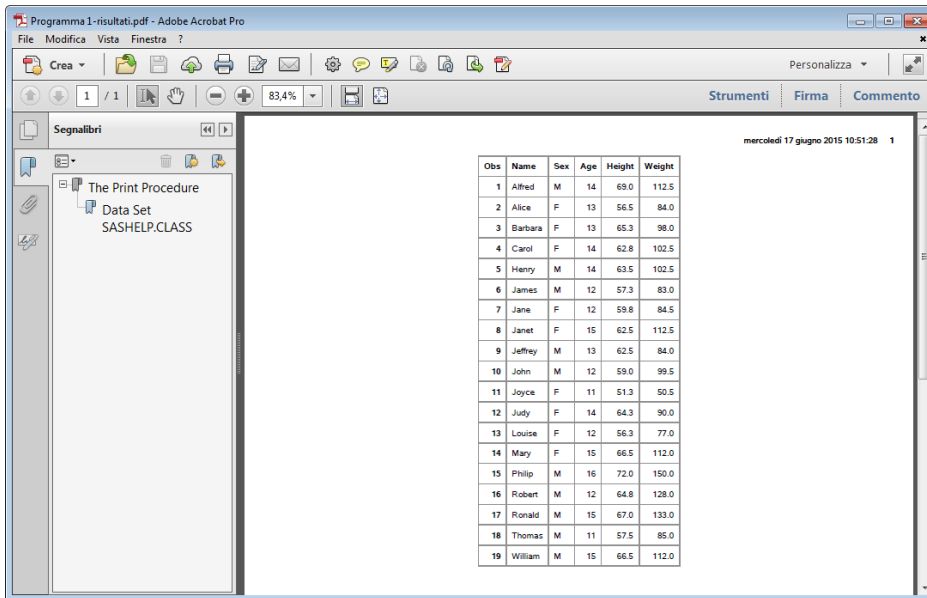 Programma 1-risultati.pdf - Adobe Acrobat Pro
File Modifica Vista Finestra ?
Crea Personalizza
1 / 1 83,4% Strumenti Firma Commento
Segnalibri
The Print Procedure
Data Set
SASHELP.CLASS
mercoledì 17 giugno 2015 10:51:28 1
Obs Name Sex Age Height Weight
1 Alfred M 14 69.0 112.5
2 Alice F 13 56.5 84.0
3 Barbara F 13 65.3 98.0
4 Carol F 14 62.8 102.5
5 Henry M 14 63.5 102.5
6 James M 12 57.3 83.0
7 Jane F 12 59.8 84.5
8 Janet F 15 62.5 112.5
9 Jeffrey M 13 62.5 84.0
10 John M 12 59.0 99.5
11 Joyce F 11 51.3 50.5
12 Judy F 14 64.3 90.0
13 Louise F 12 56.3 77.0
14 Mary F 15 66.5 112.0
15 Philip M 16 72.0 150.0
16 Robert M 12 64.8 128.0
17 Ronald M 15 67.0 133.0
18 Thomas M 11 57.5 85.0
19 William M 15 66.5 112.0